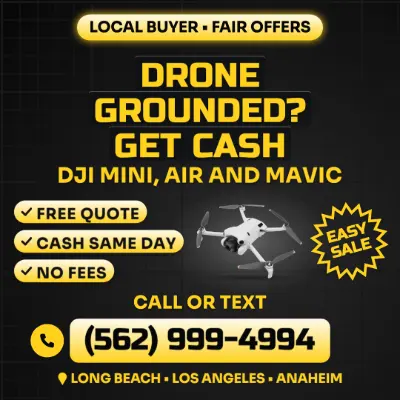 LOCAL BUYER • FAIR OFFERS
DRONE
GROUNDED?
GET CASH
DJI MINI, AIR AND MAVIC
FREE QUOTE
CASH SAME DAY
NO FEES
EASY
SALE
CALL OR TEXT
(562) 999-4994
LONG BEACH • LOS ANGELES • ANAHEIM